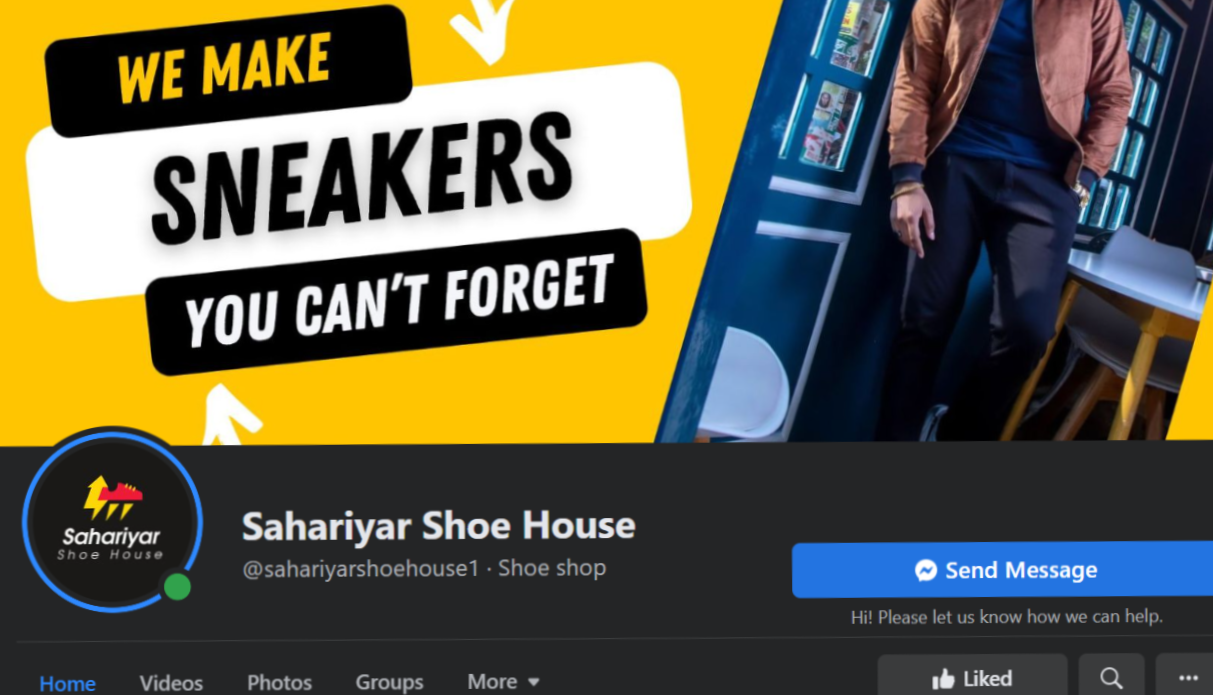 WE MAKE
SNEAKERS
YOU CAN'T FORGET
Sahariyar
Shoe House
Sahariyar Shoe House
@sahariyarshoehouse1 · Shoe shop
Send Message
Hi! Please let us know how we can help.
Home Videos Photos Groups More
Liked